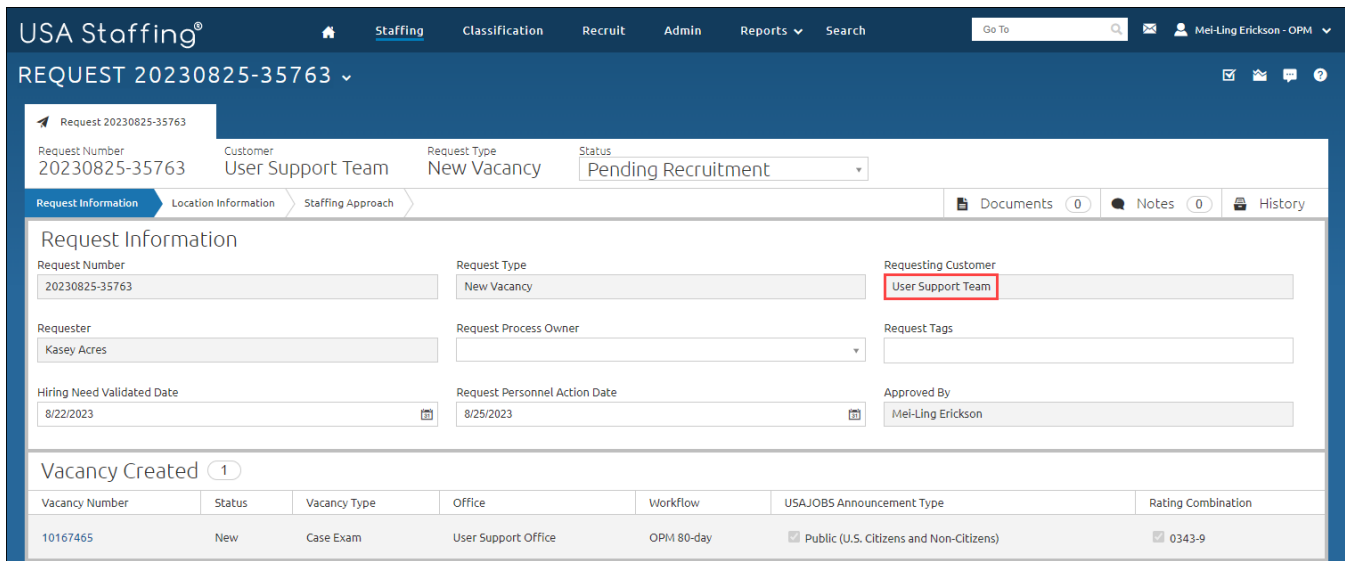 USA Staffing®
Staffing Classification Recruit Admin Reports Search Go To Mei-Ling Erickson - OPM
REQUEST 20230825-35763
Request 20230825-35763
Request Number Customer Request Type Status
20230825-35763 User Support Team New Vacancy Pending Recruitment
Request Information Location Information Staffing Approach Documents 0 Notes 0 History
Request Information
Request Number Request Type Requesting Customer
20230825-35763 New Vacancy User Support Team
Requester Request Process Owner Request Tags
Kasey Acres
Hiring Need Validated Date Request Personnel Action Date Approved By
8/22/2023 31 8/25/2023 31 Mei-Ling Erickson
Vacancy Created 1
Vacancy Number Status Vacancy Type Office Workflow USAJOBS Announcement Type Rating Combination
10167465 New Case Exam User Support Office OPM 80-day Public (U.S. Citizens and Non-Citizens) 0343-9